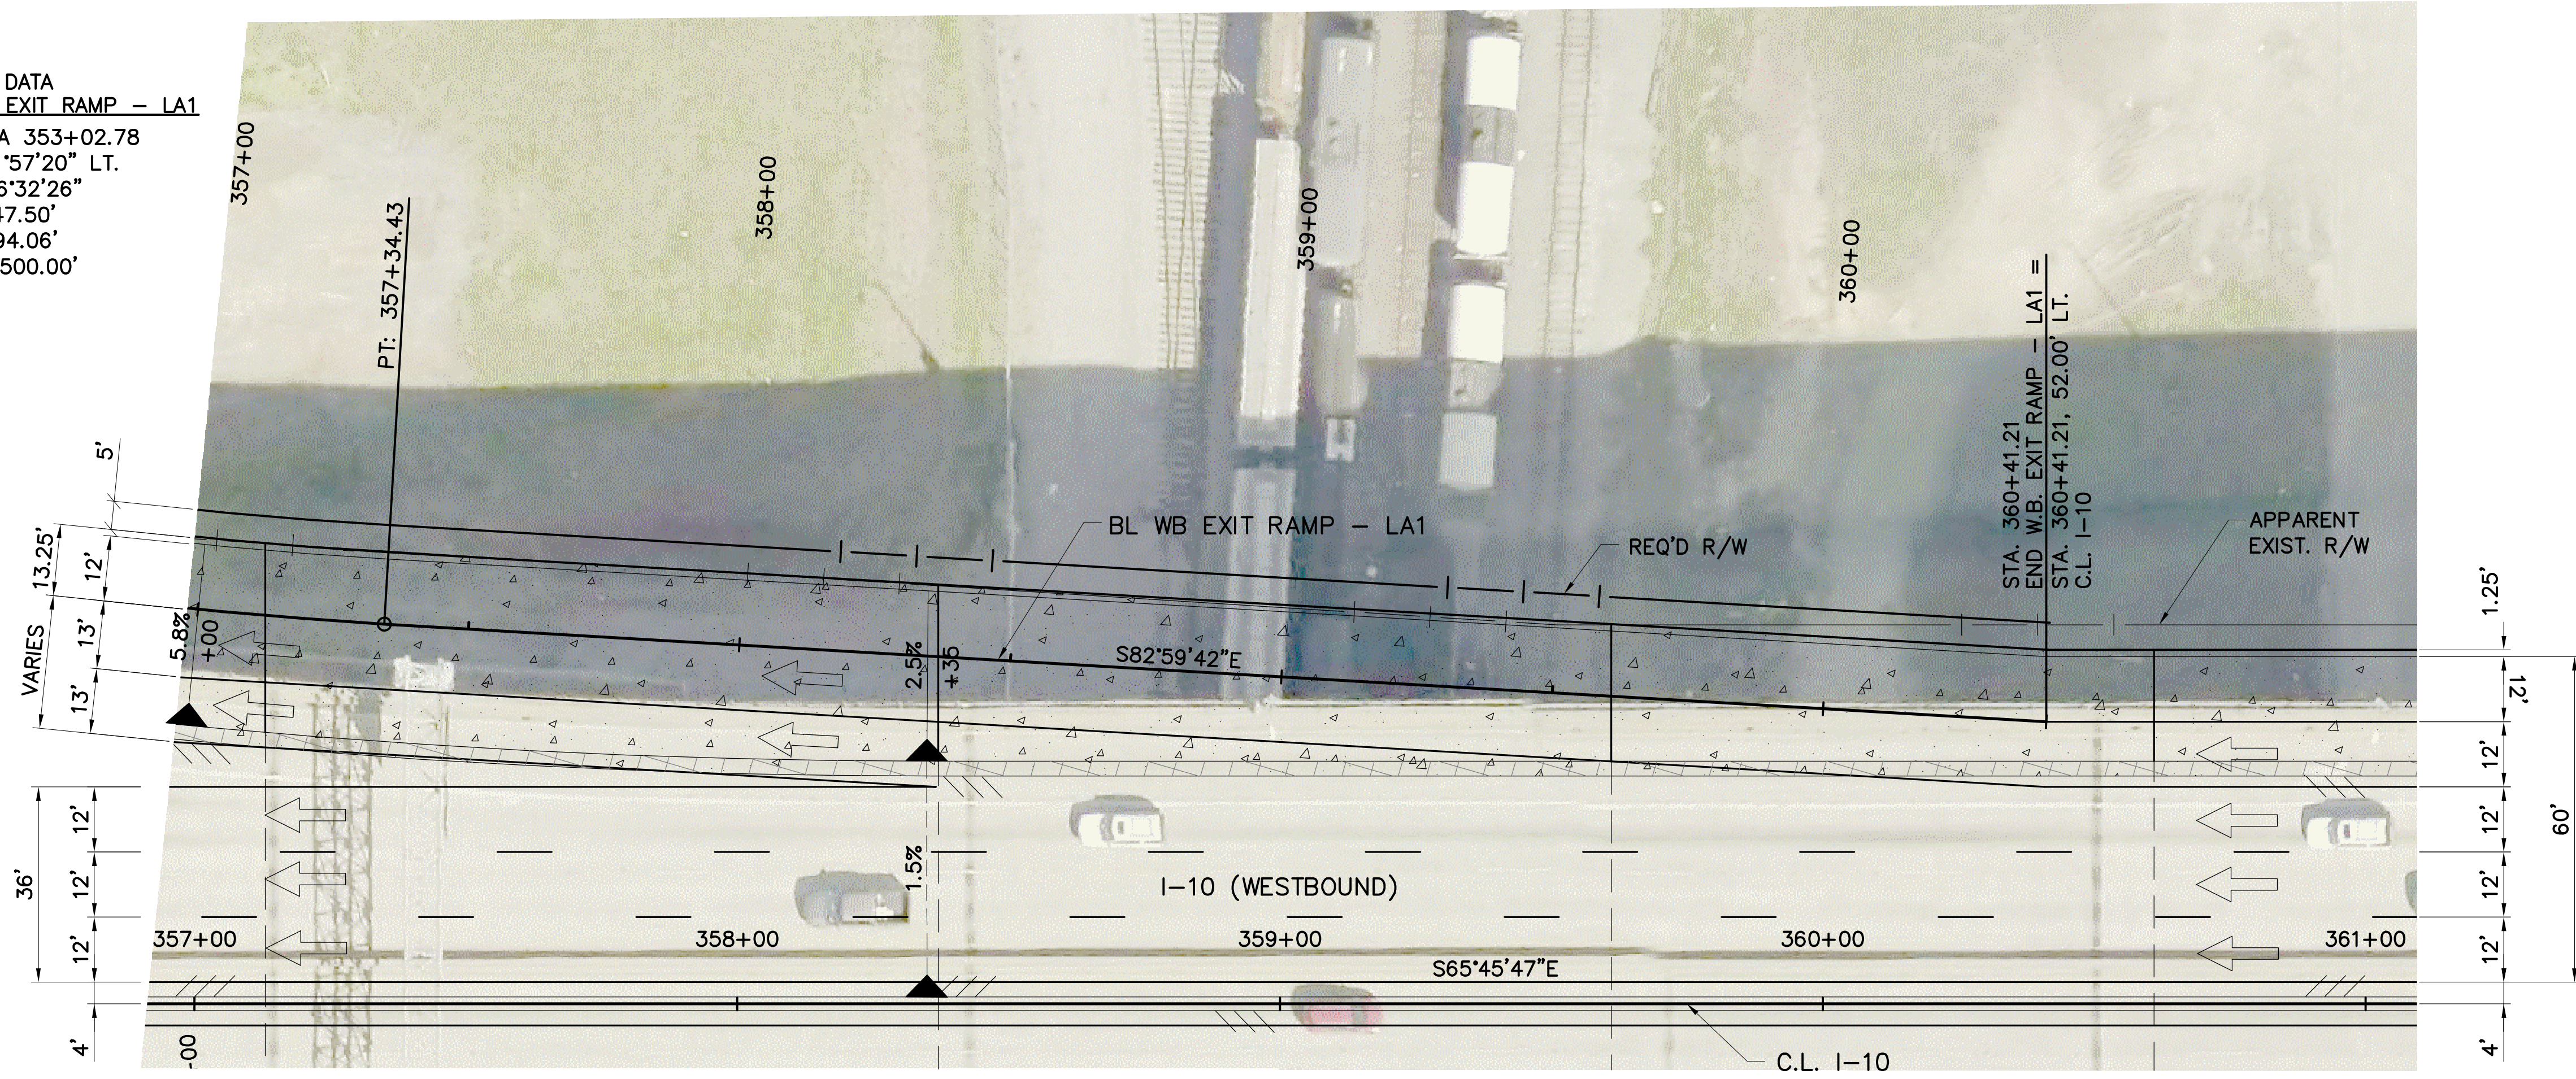 DATA
EXIT RAMP – LA1
A 353+02.78
°57'20" LT.
6°32'26"
47.50'
94.06'
500.00'
357+00
358+00
359+00
360+00
PT: 357+34.43
STA. 360+41.21
END W.B. EXIT RAMP – LA1 =
STA. 360+41.21, 52.00' LT.
C.L. I-10
BL WB EXIT RAMP – LA1
REQ'D R/W
APPARENT
EXIST. R/W
5'
13.25'
12'
VARIES
13'
13'
5.8%
+00
2.5%
+35
S82°59'42"E
1.25'
12'
12'
12'
12'
12'
60'
4'
36'
12'
12'
12'
4'
1.5%
I-10 (WESTBOUND)
357+00
358+00
359+00
360+00
361+00
S65°45'47"E
C.L. I-10
-00